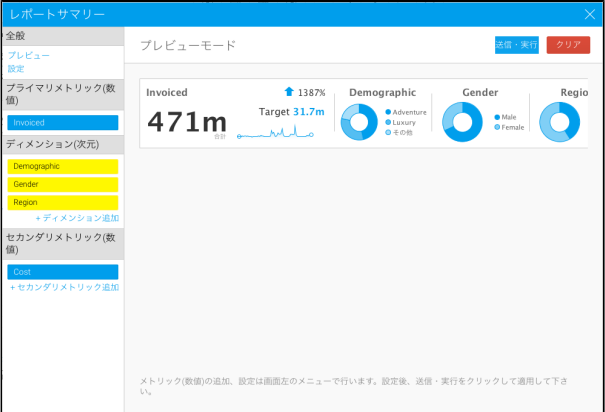 レポートサマリー
全般
プレビュー
設定
プライマリメトリック(数
値)
Invoiced
ディメンション(次元)
Demographic
Gender
Region
+ ディメンション追加
セカンダリメトリック(数
値)
Cost
+ セカンダリメトリック追加
プレビューモード
送信・実行
クリア
Invoiced
1387%
471m
合計
Target 31.7m
Demographic
Adventure
Luxury
その他
Gender
Male
Female
Regio
メトリック(数値)の追加、設定は画面左のメニューで行います。設定後、送信・実行をクリックして適用して下さ
い。